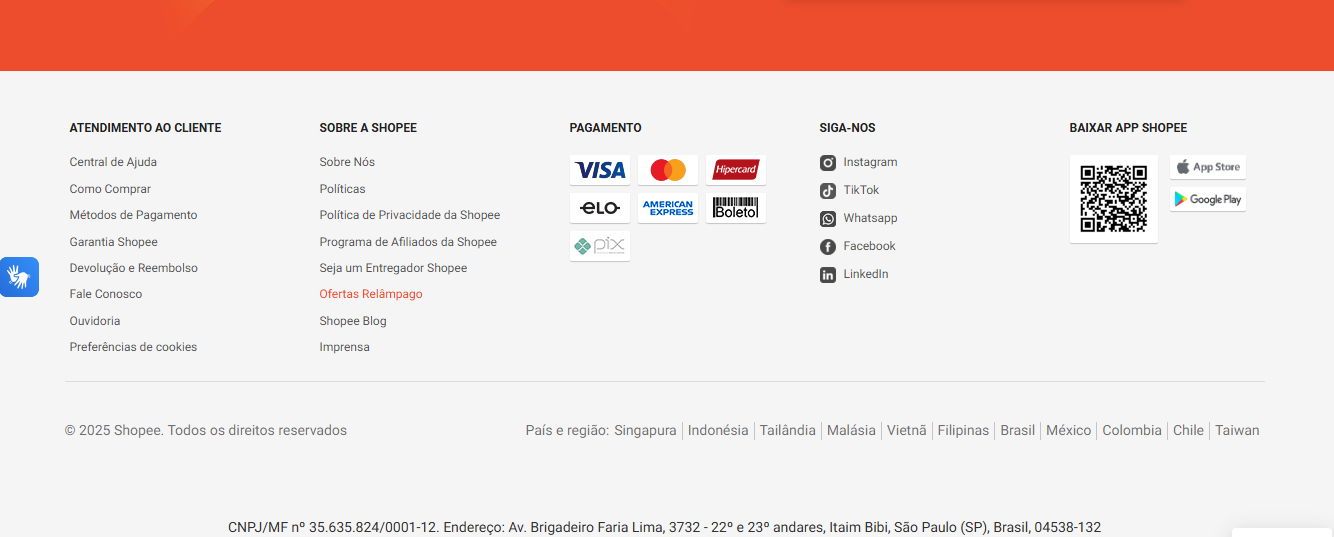 ATENDIMENTO AO CLIENTE
Central de Ajuda
Como Comprar
Métodos de Pagamento
Garantia Shopee
Devolução e Reembolso
Fale Conosco
Ouvidoria
Preferências de cookies
SOBRE A SHOPEE
Sobre Nós
Políticas
Política de Privacidade da Shopee
Programa de Afiliados da Shopee
Seja um Entregador Shopee
Ofertas Relâmpago
Shopee Blog
Imprensa
PAGAMENTO
VISA
Hipercard
elo
AMERICAN EXPRESS
Boleto
pix
SIGA-NOS
Instagram
TikTok
Whatsapp
Facebook
LinkedIn
BAIXAR APP SHOPEE
App Store
Google Play
© 2025 Shopee. Todos os direitos reservados
País e região: Singapura Indonésia Tailândia Malásia Vietnã Filipinas Brasil México Colombia Chile Taiwan
CNPJ/MF nº 35.635.824/0001-12. Endereço: Av. Brigadeiro Faria Lima, 3732 - 22º e 23º andares, Itaim Bibi, São Paulo (SP), Brasil, 04538-132